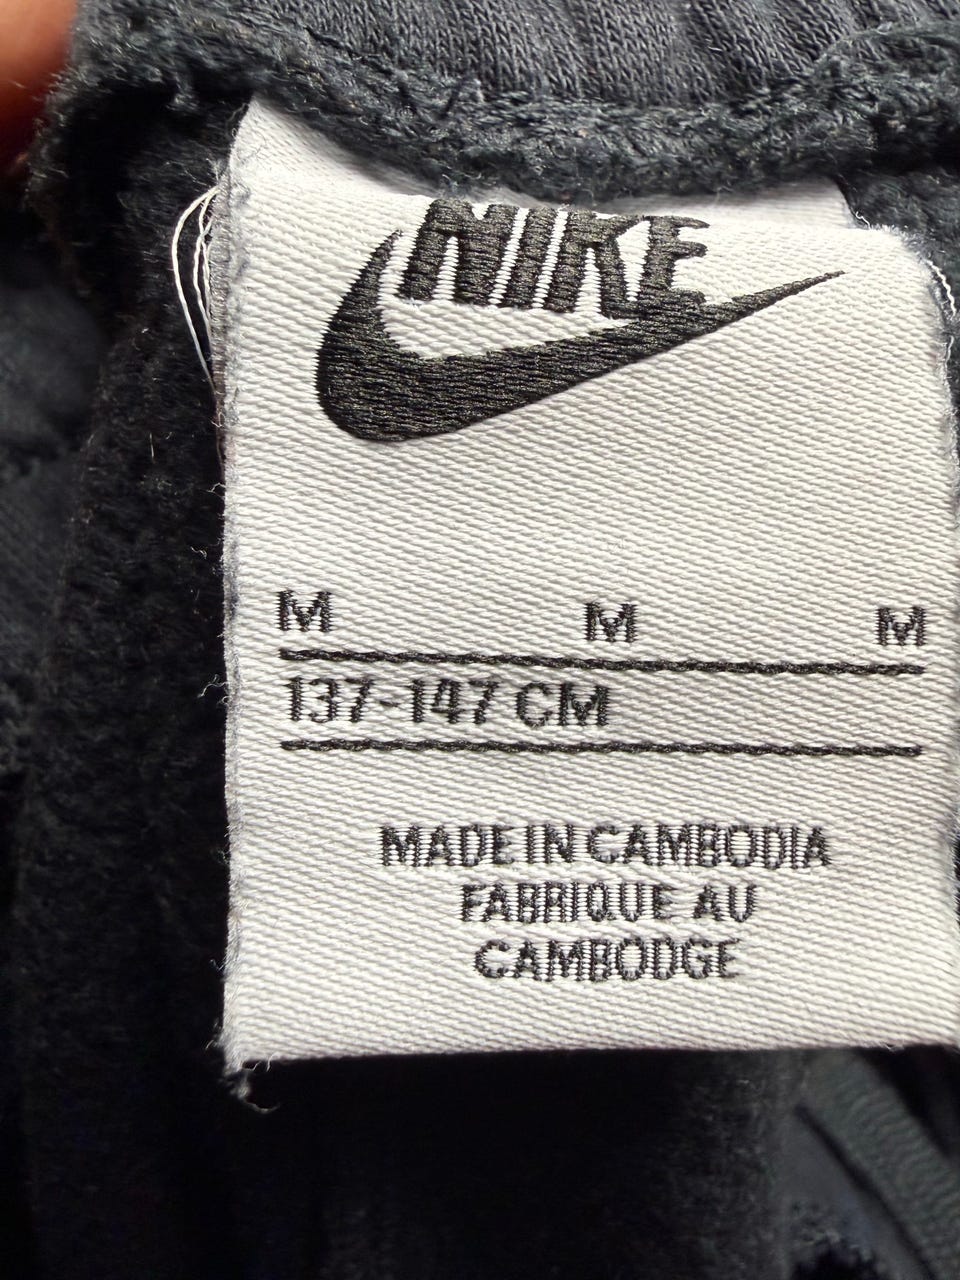 NIKE
M M M
137-147 CM
MADE IN CAMBODIA
FABRIQUE AU
CAMBODGE